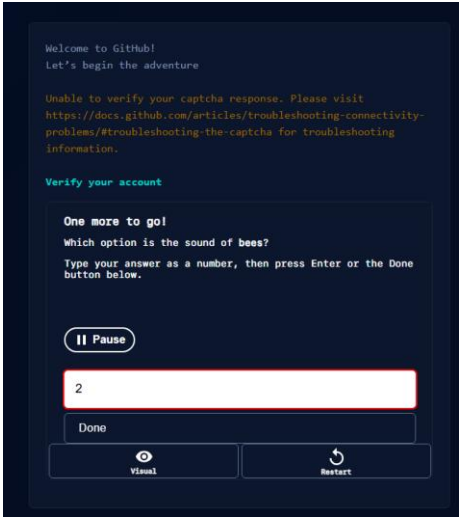 Welcome to GitHub!
Let's begin the adventure
Unable to verify your captcha response. Please visit
https://docs.github.com/articles/troubleshooting-connectivity-
problems/#troubleshooting-the-captcha for troubleshooting
information.
Verify your account
One more to go!
Which option is the sound of bees?
Type your answer as a number, then press Enter or the Done
button below.
Pause
2
Done
Visual
Restart